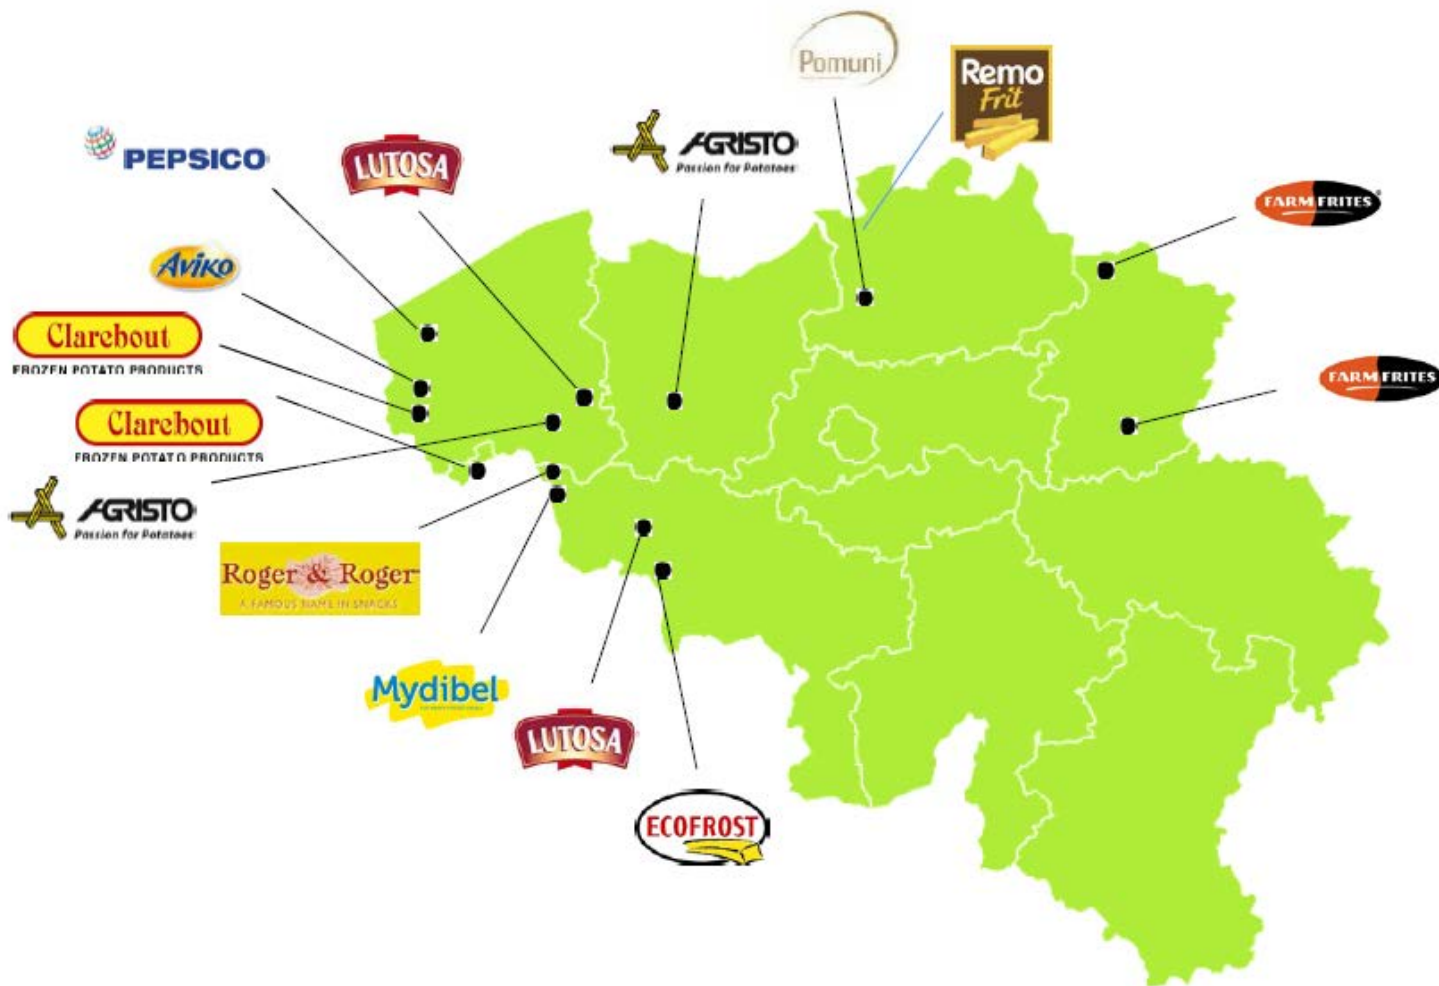 Pomuni
Remo
Frit
AGRISTO
Passion for Potatoes
PEPSICO
LUTOSA
FARM FRITES
AVIKO
Clarebout
FROZEN POTATO PRODUCTS
FARM FRITES
Clarebout
FROZEN POTATO PRODUCTS
AGRISTO
Passion for Potatoes
Roger & Roger
A FAMOUS NAME IN SNACKS
Mydibel
LUTOSA
ECOFROST